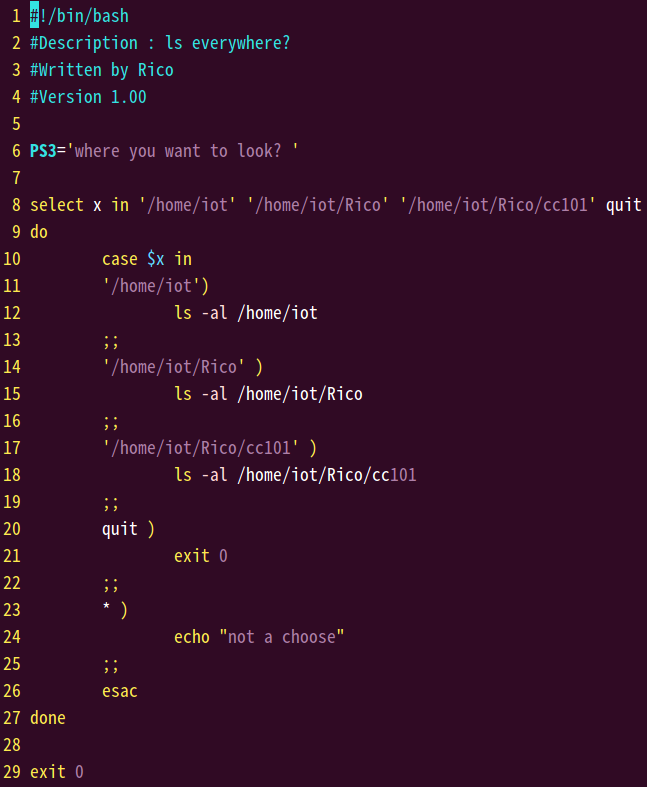 1 #!/bin/bash
2 #Description : ls everywhere?
3 #Written by Rico
4 #Version 1.00
5
6 PS3='where you want to look? '
7
8 select x in '/home/iot' '/home/iot/Rico' '/home/iot/Rico/cc101' quit
9 do
10         case $x in
11         '/home/iot')
12                 ls -al /home/iot
13         ;;
14         '/home/iot/Rico' )
15                 ls -al /home/iot/Rico
16         ;;
17         '/home/iot/Rico/cc101' )
18                 ls -al /home/iot/Rico/cc101
19         ;;
20         quit )
21                 exit 0
22         ;;
23         * )
24                 echo "not a choose"
25         ;;
26         esac
27 done
28
29 exit 0